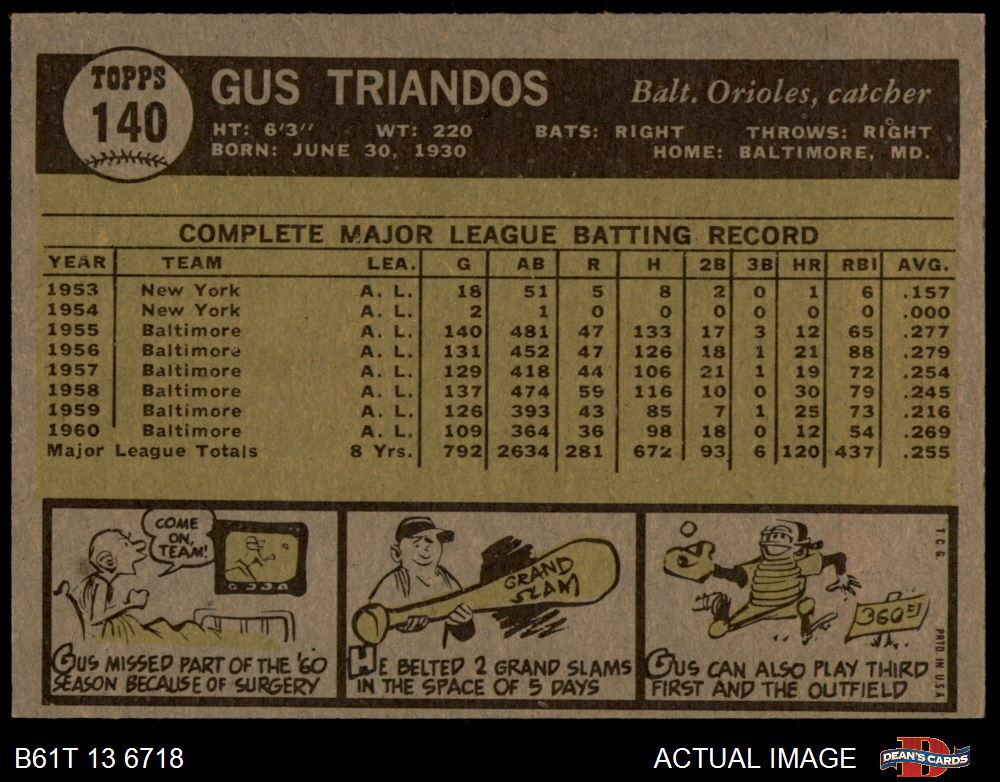 TOPPS
140
GUS TRIANDOS
Balt. Orioles, catcher
HT: 6'3" WT: 220 BATS: RIGHT THROWS: RIGHT
BORN: JUNE 30, 1930 HOME: BALTIMORE, MD.
COMPLETE MAJOR LEAGUE BATTING RECORD
YEAR TEAM LEA. G AB R H 2B 3B HR RBI AVG.
1953 New York A. L. 18 51 5 8 2 0 1 6 .157
1954 New York A. L. 2 1 0 0 0 0 0 0 .000
1955 Baltimore A. L. 140 481 47 133 17 3 12 65 .277
1956 Baltimore A. L. 131 452 47 126 18 1 21 88 .279
1957 Baltimore A. L. 129 418 44 106 21 1 19 72 .254
1958 Baltimore A. L. 137 474 59 116 10 0 30 79 .245
1959 Baltimore A. L. 126 393 43 85 7 1 25 73 .216
1960 Baltimore A. L. 109 364 36 98 18 0 12 54 .269
Major League Totals 8 Yrs. 792 2634 281 672 93 6 120 437 .255
COME
ON,
TEAM!
GUS MISSED PART OF THE '60
SEASON BECAUSE OF SURGERY
GRAND
SLAM
HE BELTED 2 GRAND SLAMS
IN THE SPACE OF 5 DAYS
360FT
GUS CAN ALSO PLAY THIRD
FIRST AND THE OUTFIELD
T.C.G.
PRTD IN USA
B61T 13 6718
ACTUAL IMAGE
DEAN'S CARDS